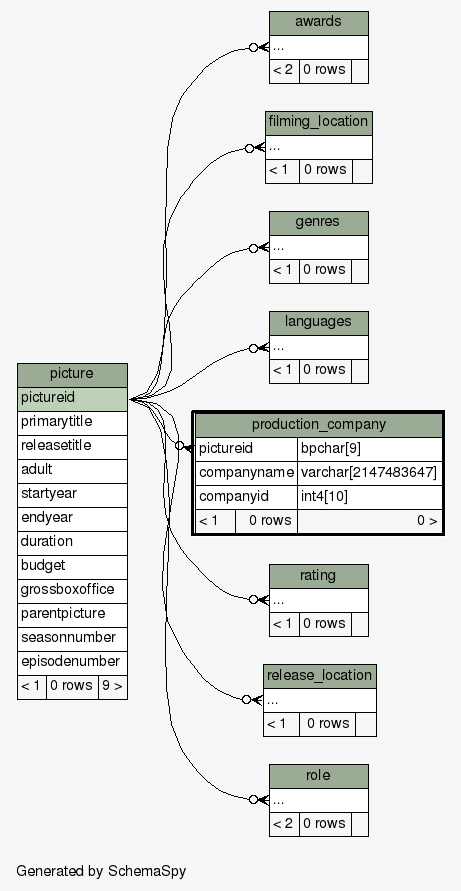 awards
...
< 2 0 rows
filming_location
...
< 1 0 rows
genres
...
< 1 0 rows
languages
...
< 1 0 rows
picture
pictureid
primarytitle
releasetitle
adult
startyear
endyear
duration
budget
grossboxoffice
parentpicture
seasonnumber
episodenumber
< 1 0 rows 9 >
production_company
pictureid bpchar[9]
companyname varchar[2147483647]
companyid int4[10]
< 1 0 rows 0 >
rating
...
< 1 0 rows
release_location
...
< 1 0 rows
role
...
< 2 0 rows
Generated by SchemaSpy